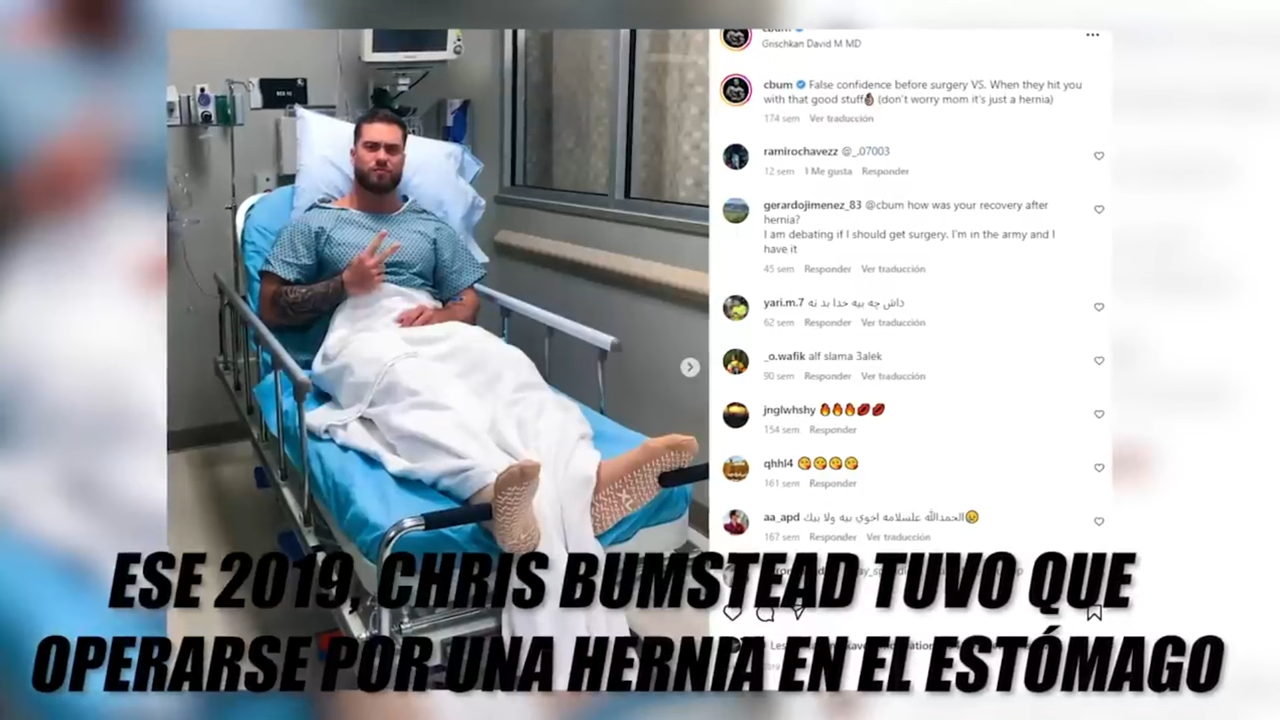 Grischkan David M MD
cbum False confidence before surgery VS. When they hit you
with that good stuff (don't worry mom it's just a hernia)
174 sem Ver traducción
ramirochavezz @_.07003
12 sem 1 Me gusta Responder
gerardojimenez_83 @cbum how was your recovery after
hernia?
I am debating if I should get surgery. I'm in the army and I
have it
45 sem Responder Ver traducción
yari.m.7 داش چه بیه خدا بد نه
62 sem Responder Ver traducción
_o.wafik alf slama 3alek
90 sem Responder Ver traducción
jnglwhshy 🔥🔥🔥💋💋
154 sem Responder
qhhl4 😋😋😋😋
161 sem Responder
aa_apd الحمدالله علسلامه اخوي بيه ولا بيك😢
167 sem Responder Ver traducción
ESE 2019, CHRIS BUMSTEAD TUVO QUE
OPERARSE POR UNA HERNIA EN EL ESTÓMAGO